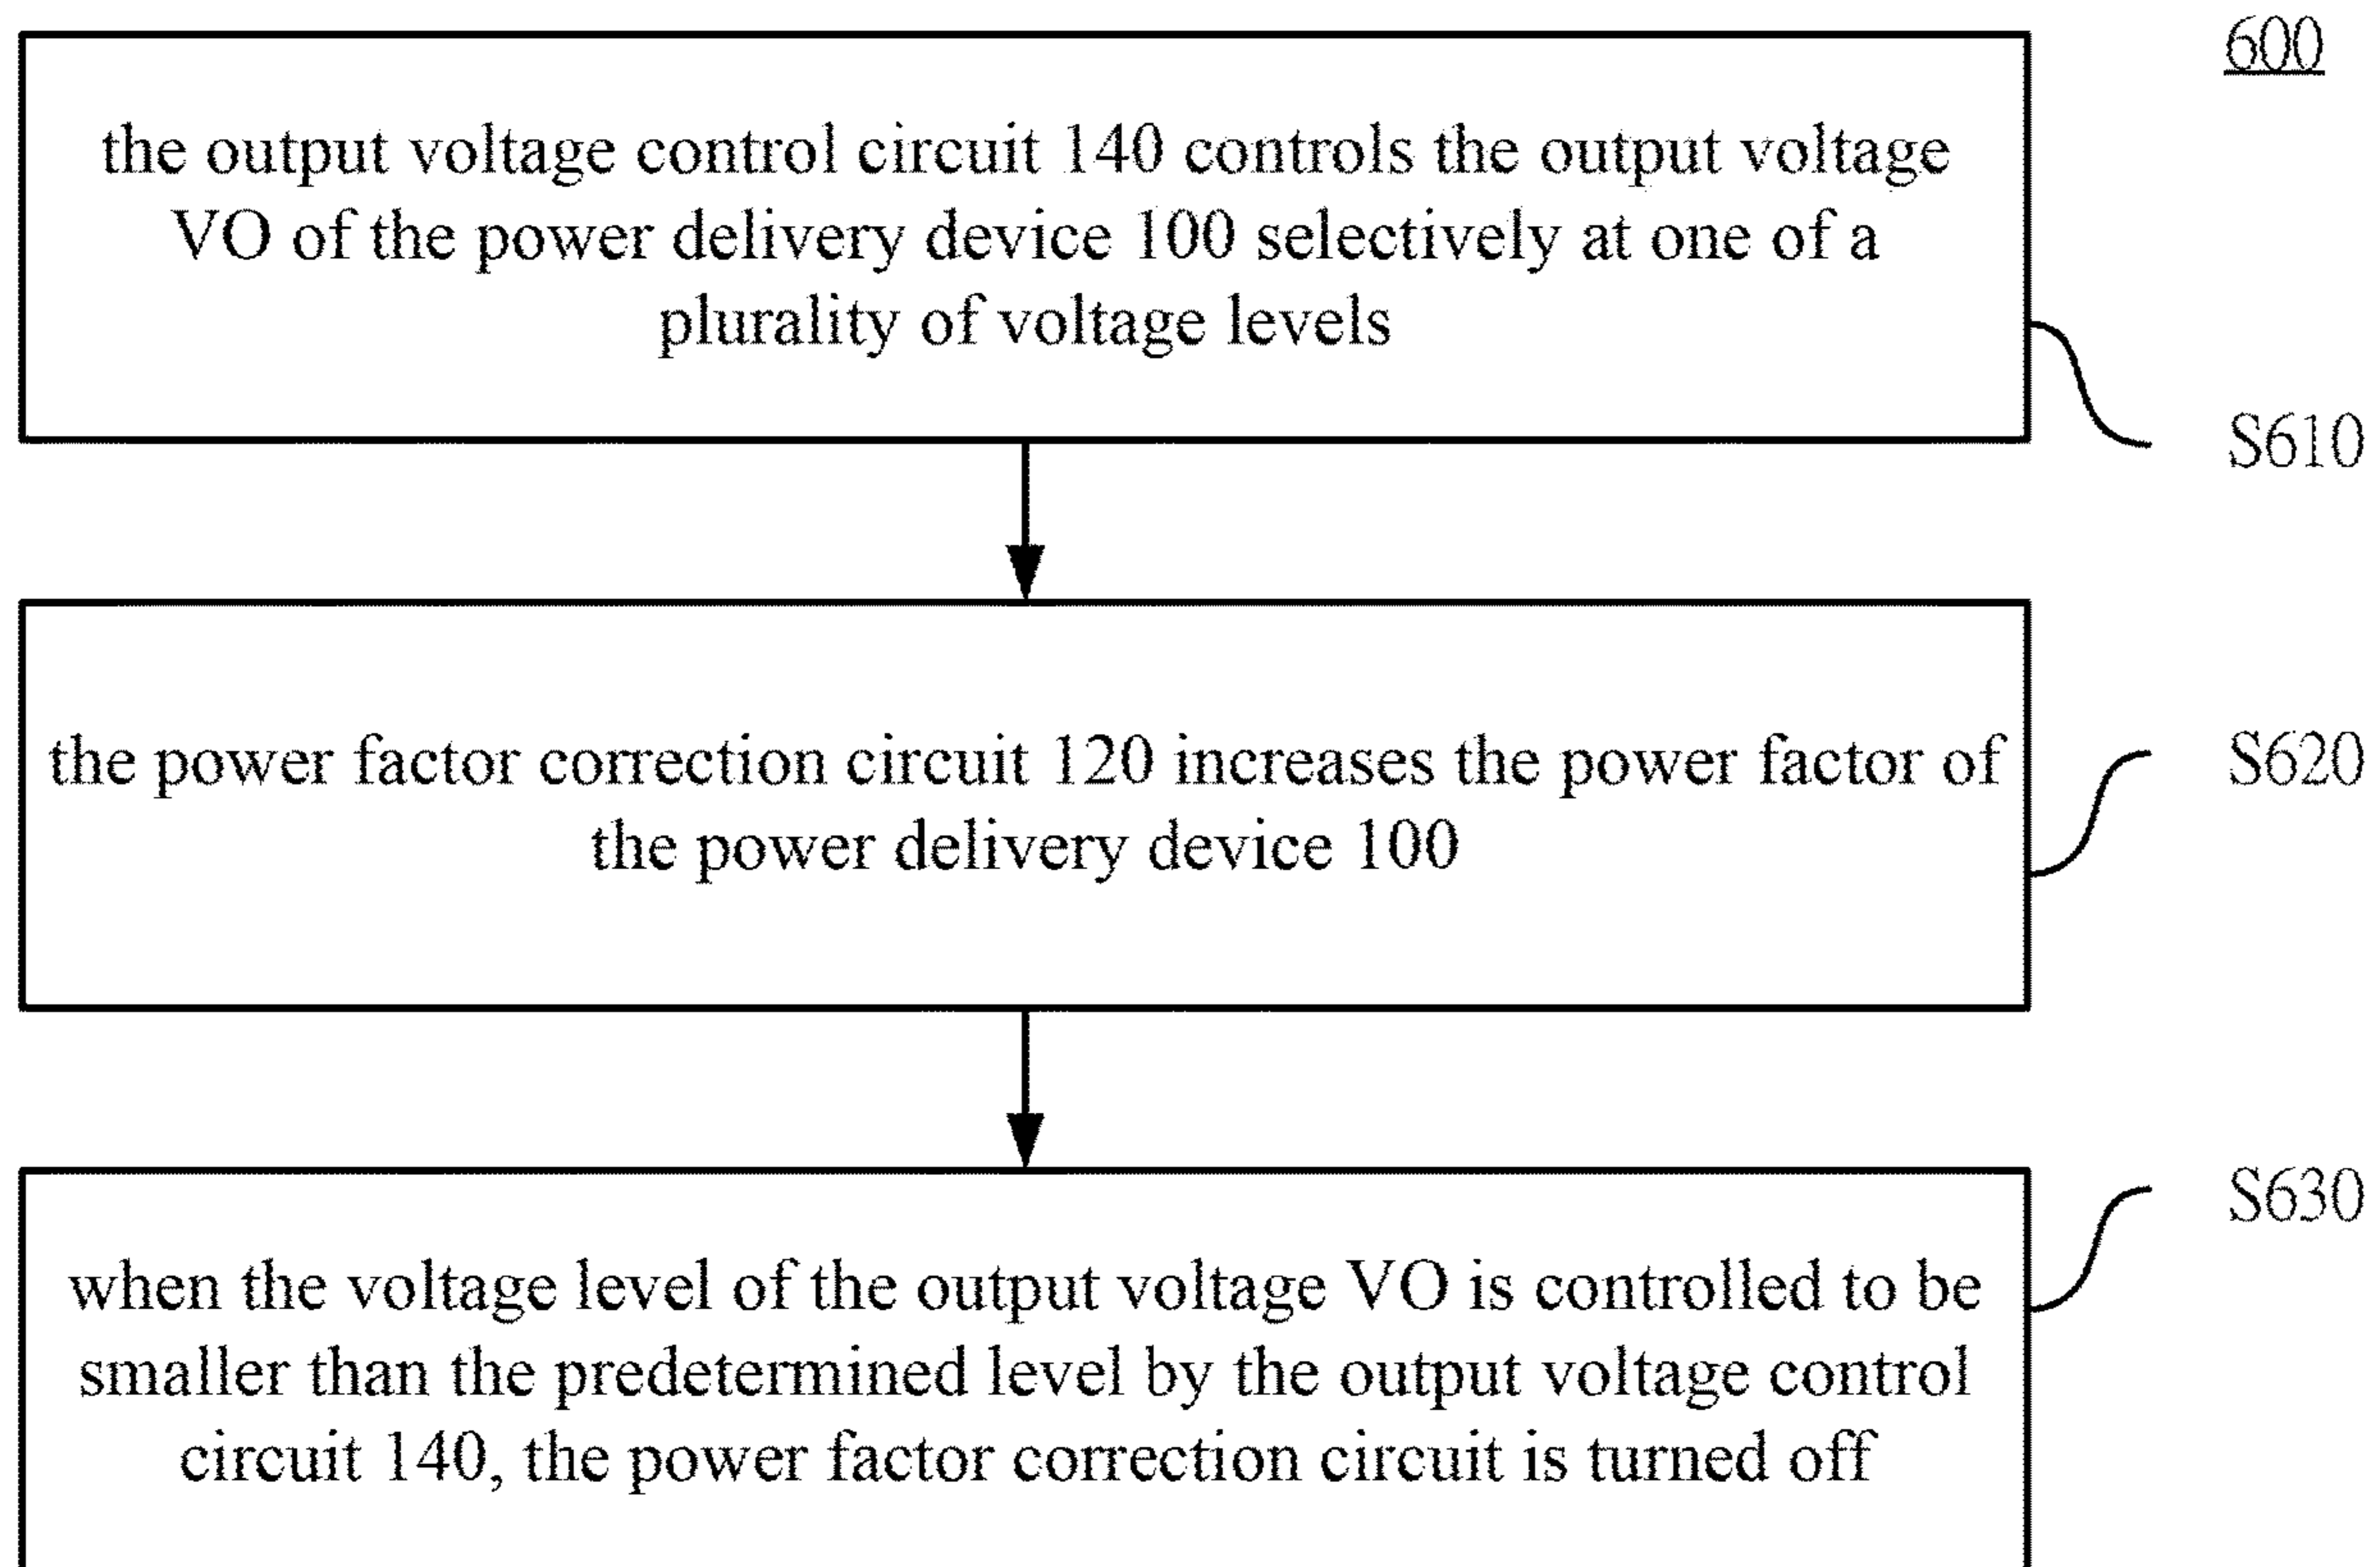 600
the output voltage control circuit 140 controls the output voltage
VO of the power delivery device 100 selectively at one of a
plurality of voltage levels
S610
the power factor correction circuit 120 increases the power factor of
the power delivery device 100
S620
S630
when the voltage level of the output voltage VO is controlled to be
smaller than the predetermined level by the output voltage control
circuit 140, the power factor correction circuit is turned off